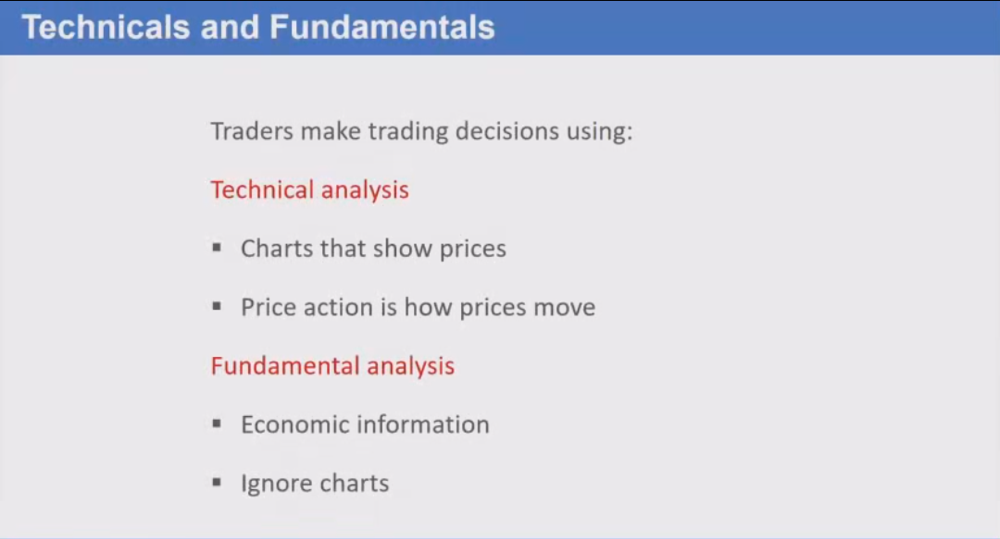 Technicals and Fundamentals
Traders make trading decisions using:
Technical analysis
▪ Charts that show prices
▪ Price action is how prices move
Fundamental analysis
▪ Economic information
▪ Ignore charts